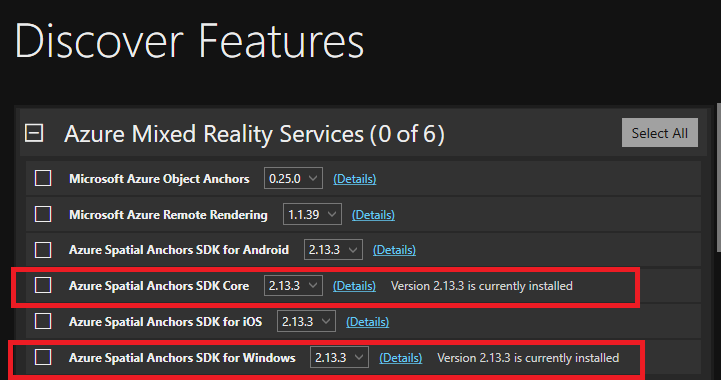 Discover Features
Azure Mixed Reality Services (0 of 6) Select All
Microsoft Azure Object Anchors 0.25.0 (Details)
Microsoft Azure Remote Rendering 1.1.39 (Details)
Azure Spatial Anchors SDK for Android 2.13.3 (Details)
Azure Spatial Anchors SDK Core 2.13.3 (Details) Version 2.13.3 is currently installed
Azure Spatial Anchors SDK for iOS 2.13.3 (Details)
Azure Spatial Anchors SDK for Windows 2.13.3 (Details) Version 2.13.3 is currently installed